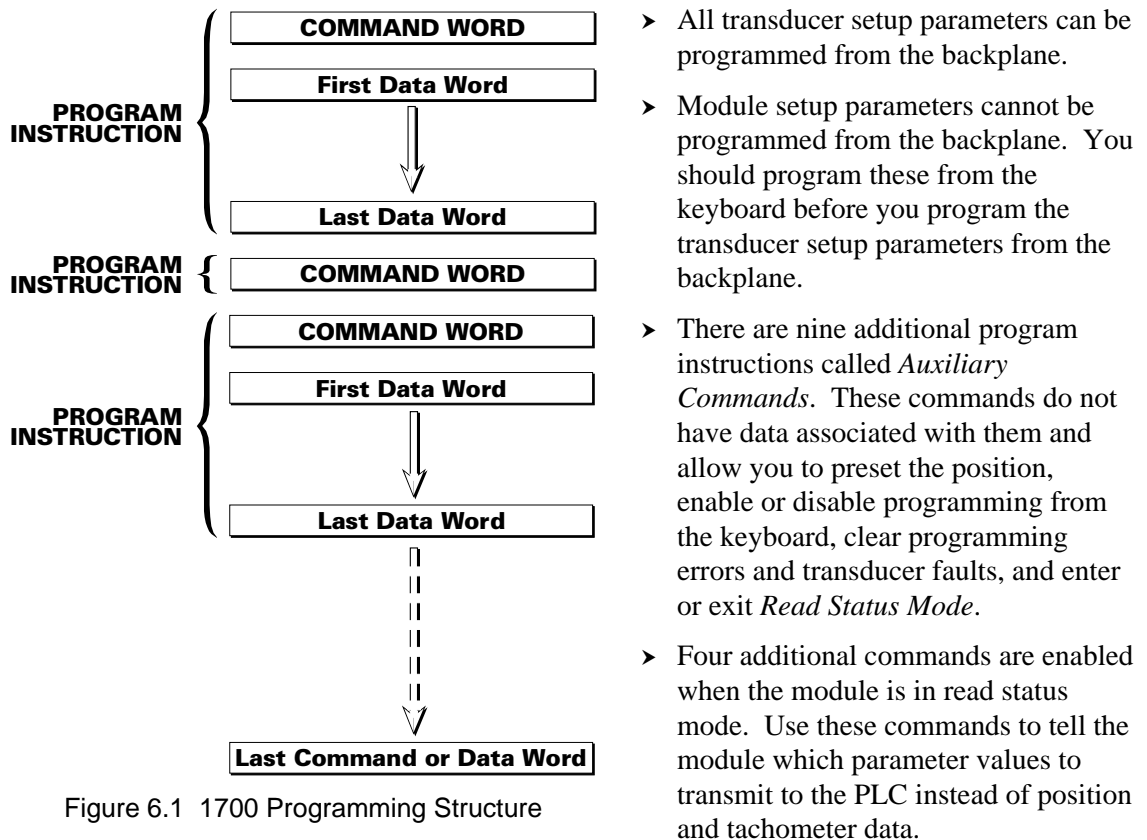 COMMAND WORD
First Data Word
PROGRAM
INSTRUCTION
Last Data Word
PROGRAM
INSTRUCTION
COMMAND WORD
COMMAND WORD
First Data Word
PROGRAM
INSTRUCTION
Last Data Word
Last Command or Data Word
Figure 6.1 1700 Programming Structure
➤ All transducer setup parameters can be
programmed from the backplane.
➤ Module setup parameters cannot be
programmed from the backplane. You
should program these from the
keyboard before you program the
transducer setup parameters from the
backplane.
➤ There are nine additional program
instructions called Auxiliary
Commands. These commands do not
have data associated with them and
allow you to preset the position,
enable or disable programming from
the keyboard, clear programming
errors and transducer faults, and enter
or exit Read Status Mode.
➤ Four additional commands are enabled
when the module is in read status
mode. Use these commands to tell the
module which parameter values to
transmit to the PLC instead of position
and tachometer data.